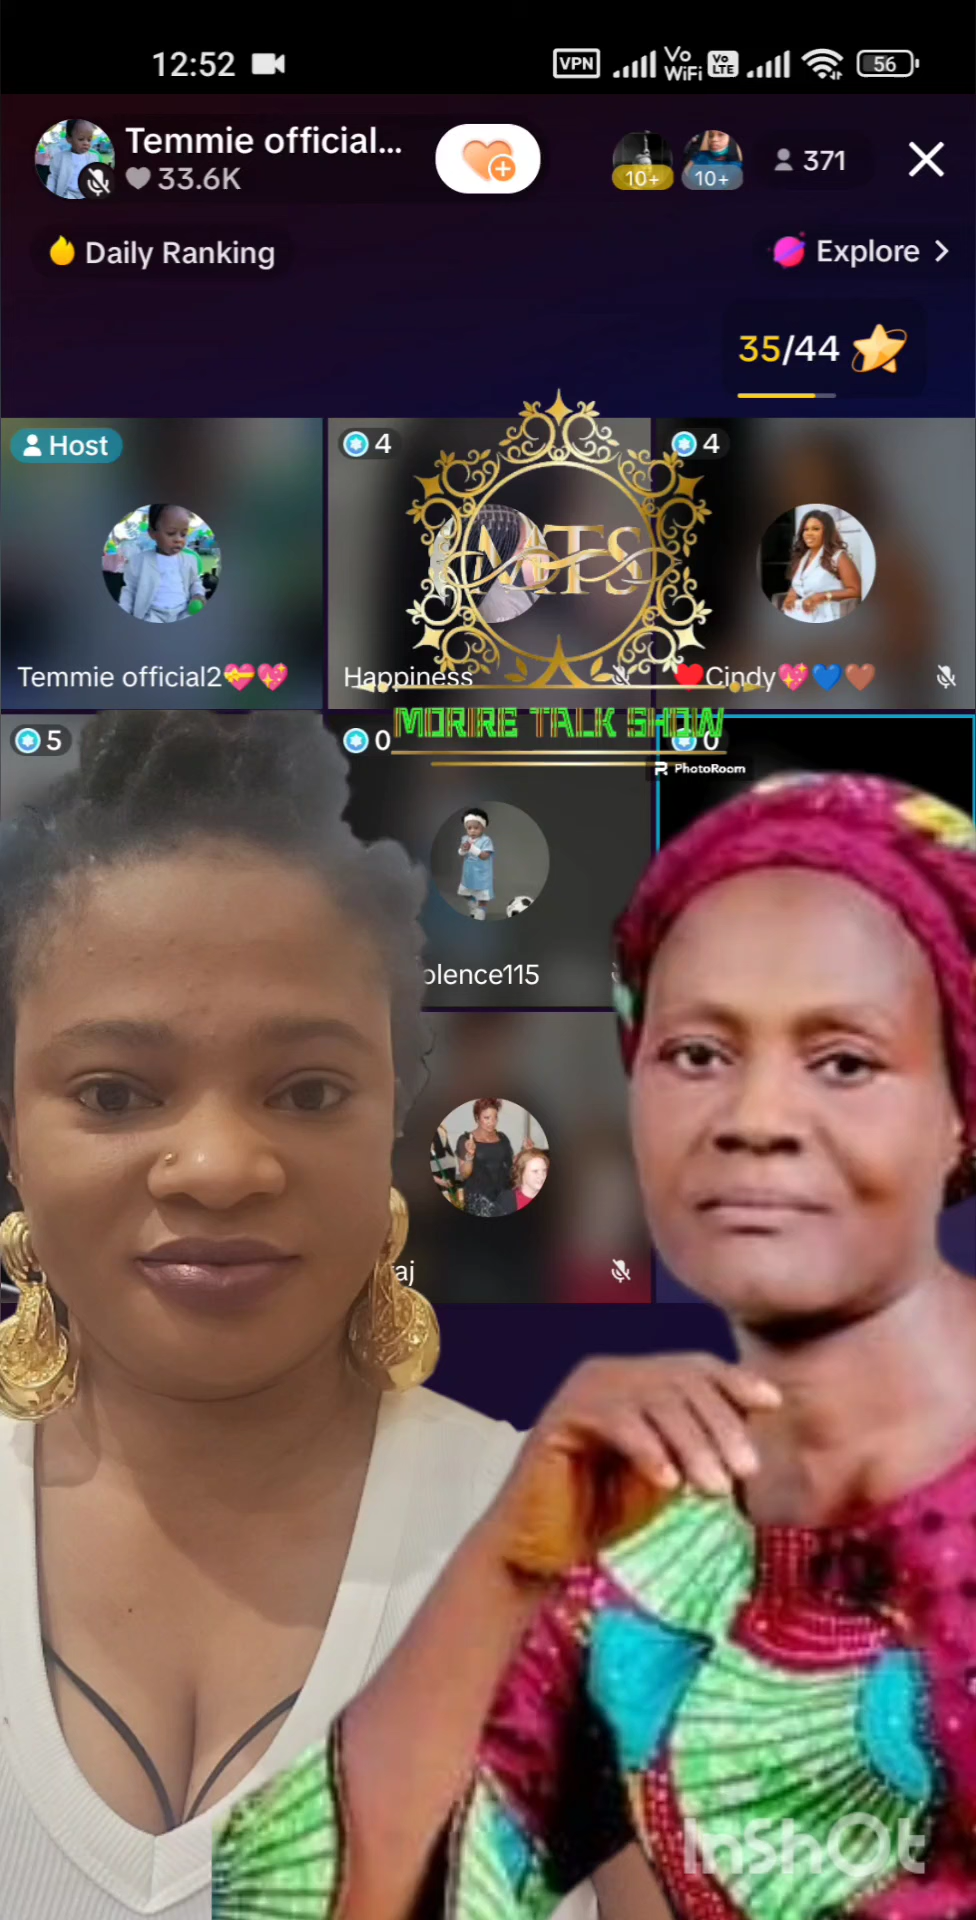 12:52
VPN
Vo
WiFi
Vo
LTE
56
Temmie official...
33.6K
10+
10+
371
Daily Ranking
Explore >
35/44
Host
4
4
MTS
Temmie official2
Happiness
Cindy
MORIRE TALK SHOW
5
0
0
PhotoRoom
olence115
aj
InShOt